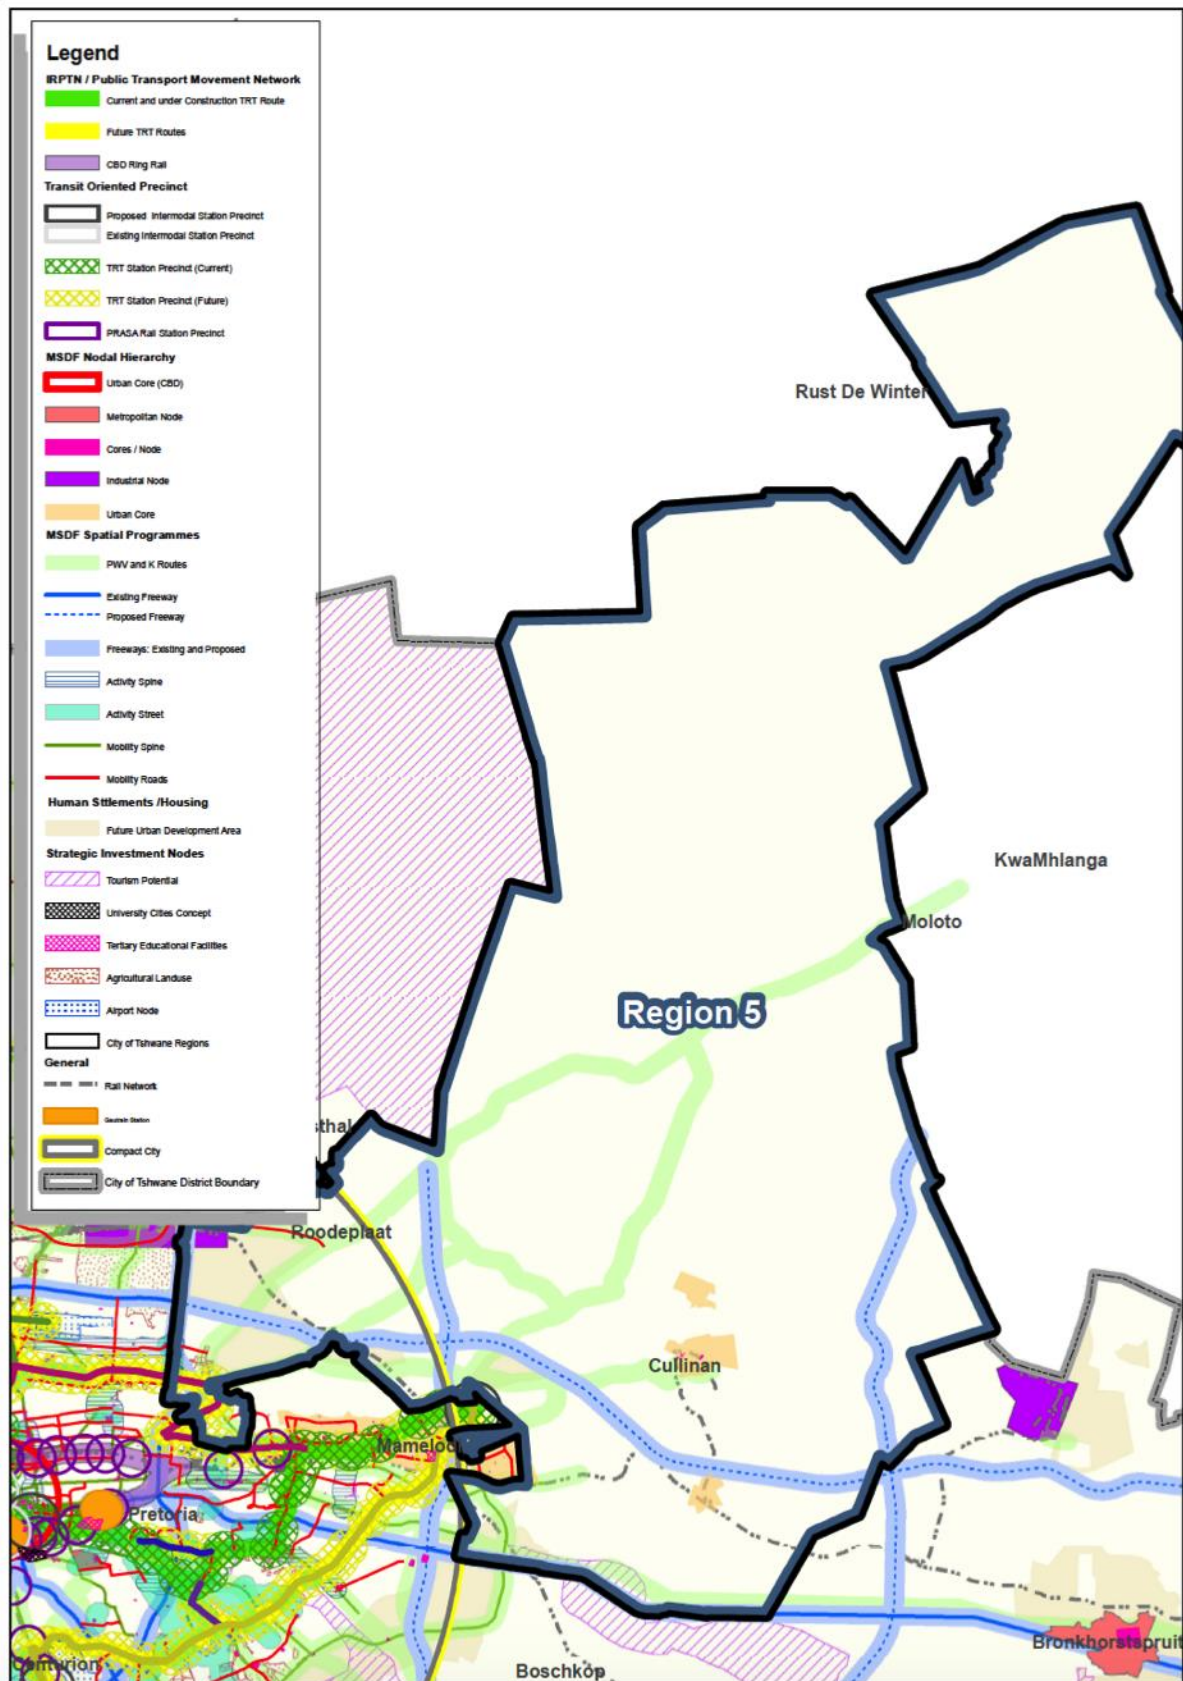 Legend
IRPTN / Public Transport Movement Network
Current and under Construction TRT Route
Future TRT Routes
CBD Ring Rail
Transit Oriented Precinct
Proposed Intermodal Station Precinct
Existing Intermodal Station Precinct
TRT Station Precinct (Current)
TRT Station Precinct (Future)
PRASA Rail Station Precinct
MSDF Nodal Hierarchy
Urban Core (CBD)
Metropolitan Node
Cores / Node
Industrial Node
Urban Core
MSDF Spatial Programmes
PWV and K Routes
Existing Freeway
Proposed Freeway
Freeways: Existing and Proposed
Activity Spine
Activity Street
Mobility Spine
Mobility Roads
Human Sttlements /Housing
Future Urban Development Area
Strategic Investment Nodes
Tourism Potential
University Cities Concept
Tertiary Educational Facilities
Agricultural Landuse
Airport Node
City of Tshwane Regions
General
Rail Network
Gautrain Station
Compact City
City of Tshwane District Boundary
Rust De Winter
KwaMhlanga
Moloto
Region 5
sthal
Roodeplaat
Cullinan
Mamelod
Pretoria
Bronkhorstspruit
Centurion
Boschkop